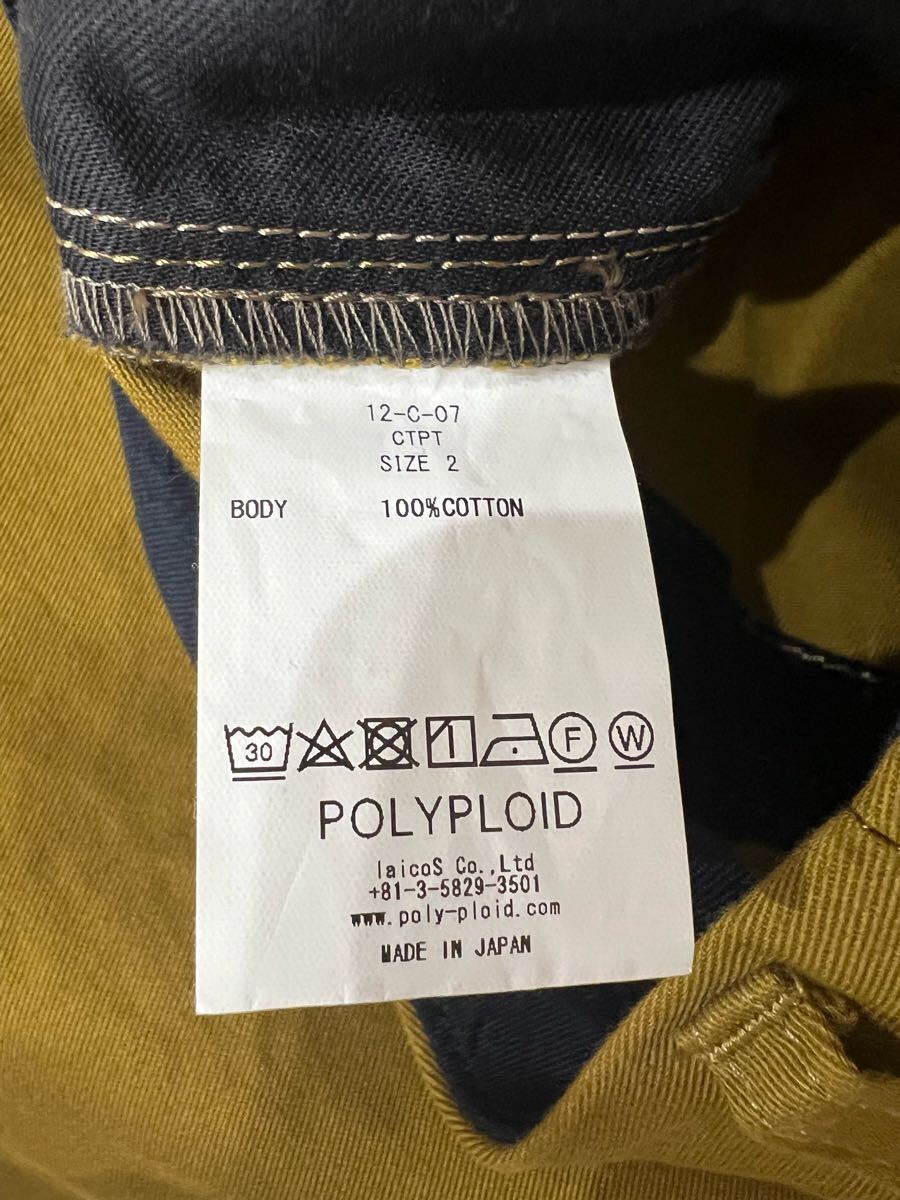 12-C-07
CTPT
SIZE 2
BODY 100%COTTON
30 F W
POLYPLOID
laicoS Co.,Ltd
+81-3-5829-3501
www.poly-ploid.com
MADE IN JAPAN